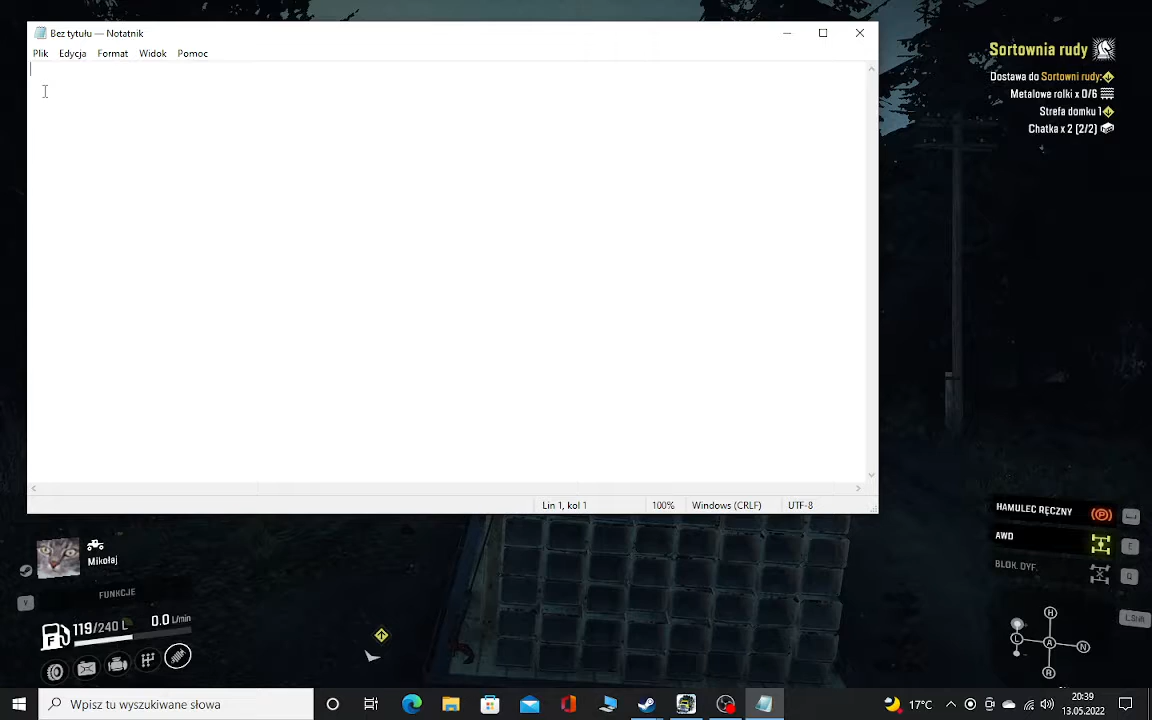 Bez tytułu — Notatnik
Plik Edycja Format Widok Pomoc
Sortownia rudy
Dostawa do Sortowni rudy:
Metalowe rolki x 0/6
Strefa domku 1
Chatka x 2 (2/2)
Lin 1, kol 1
100%
Windows (CRLF)
UTF-8
HAMULEC RĘCZNY
AWD
E
BLOK. DYF.
Q
Mikołaj
FUNKCJE
V
119/240 L
0.0 L/min
H
L
A
N
R
L.Shift
Wpisz tu wyszukiwane słowa
17°C
20:39
13.05.2022